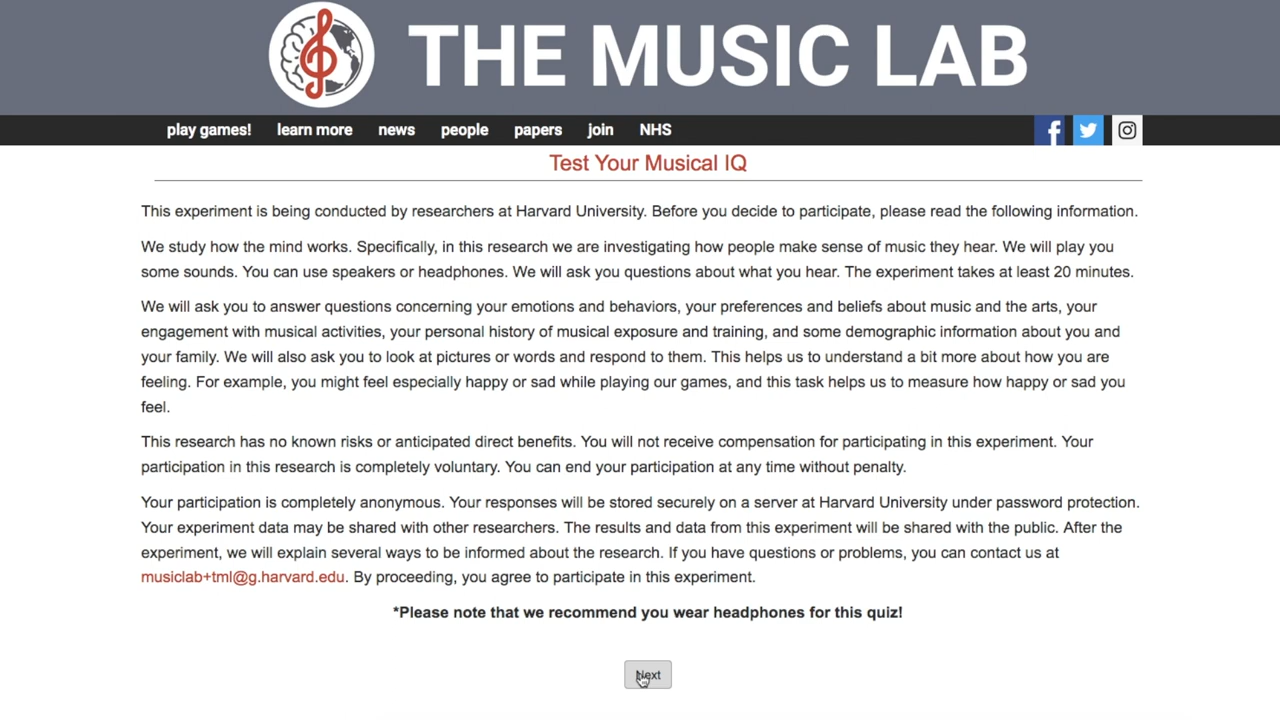 THE MUSIC LAB
play games! learn more news people papers join NHS
Test Your Musical IQ
This experiment is being conducted by researchers at Harvard University. Before you decide to participate, please read the following information.
We study how the mind works. Specifically, in this research we are investigating how people make sense of music they hear. We will play you
some sounds. You can use speakers or headphones. We will ask you questions about what you hear. The experiment takes at least 20 minutes.
We will ask you to answer questions concerning your emotions and behaviors, your preferences and beliefs about music and the arts, your
engagement with musical activities, your personal history of musical exposure and training, and some demographic information about you and
your family. We will also ask you to look at pictures or words and respond to them. This helps us to understand a bit more about how you are
feeling. For example, you might feel especially happy or sad while playing our games, and this task helps us to measure how happy or sad you
feel.
This research has no known risks or anticipated direct benefits. You will not receive compensation for participating in this experiment. Your
participation in this research is completely voluntary. You can end your participation at any time without penalty.
Your participation is completely anonymous. Your responses will be stored securely on a server at Harvard University under password protection.
Your experiment data may be shared with other researchers. The results and data from this experiment will be shared with the public. After the
experiment, we will explain several ways to be informed about the research. If you have questions or problems, you can contact us at
musiclab+tml@g.harvard.edu. By proceeding, you agree to participate in this experiment.
*Please note that we recommend you wear headphones for this quiz!
Next